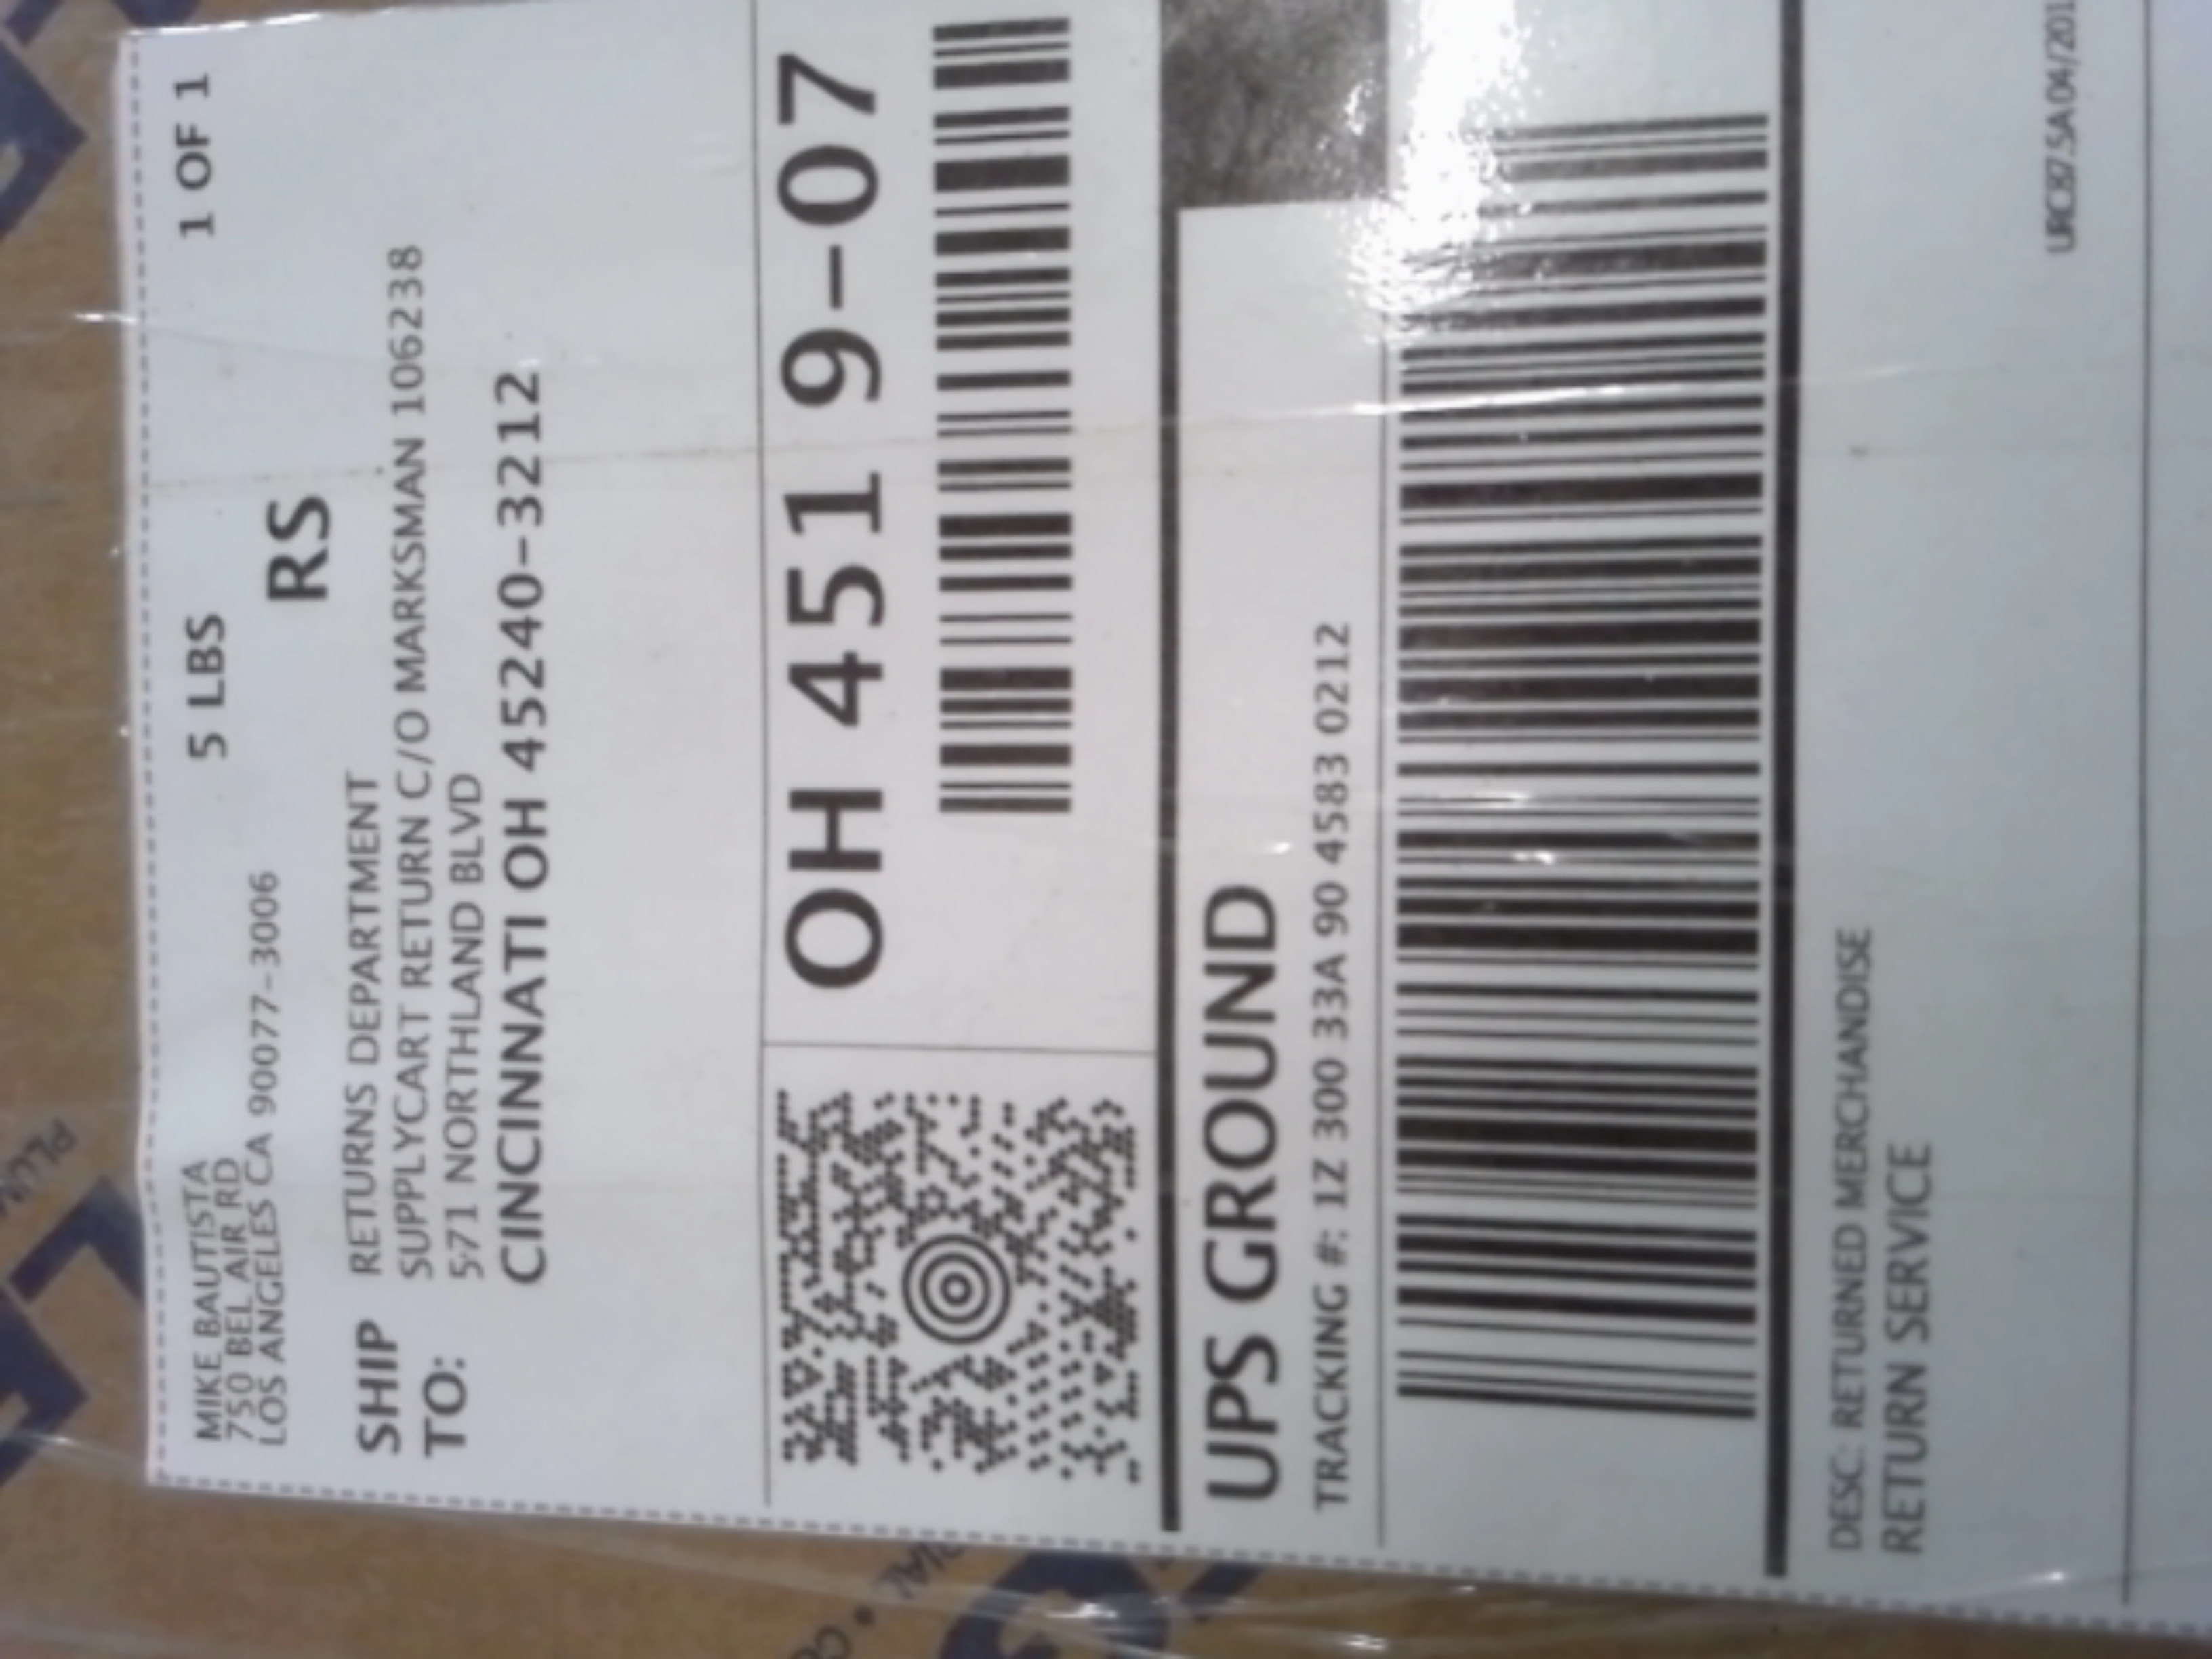 MIKE BAUTISTA
750 BEL AIR RD
LOS ANGELES CA 90077-3006
5 LBS
1 OF 1
RS
SHIP TO:
RETURNS DEPARTMENT
SUPPLYCART RETURN C/O MARKSMAN 106238
571 NORTHLAND BLVD
CINCINNATI OH 45240-3212
OH 451 9-07
UPS GROUND
TRACKING #: 1Z 300 33A 90 4583 0212
DESC: RETURNED MERCHANDISE
RETURN SERVICE